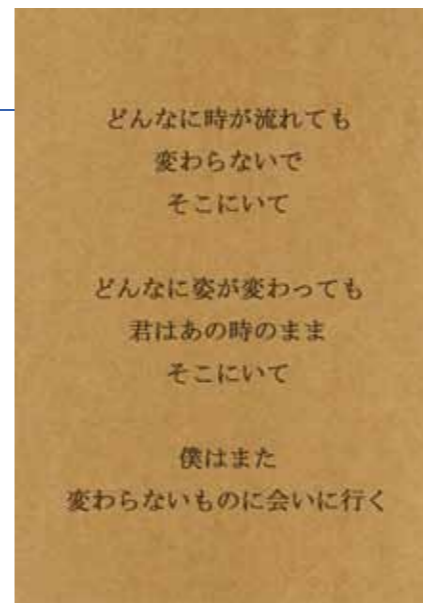 どんなに時が流れても
変わらないで
そこにいて
どんなに姿が変わっても
君はあの時のまま
そこにいて
僕はまた
変わらないものに会いに行く